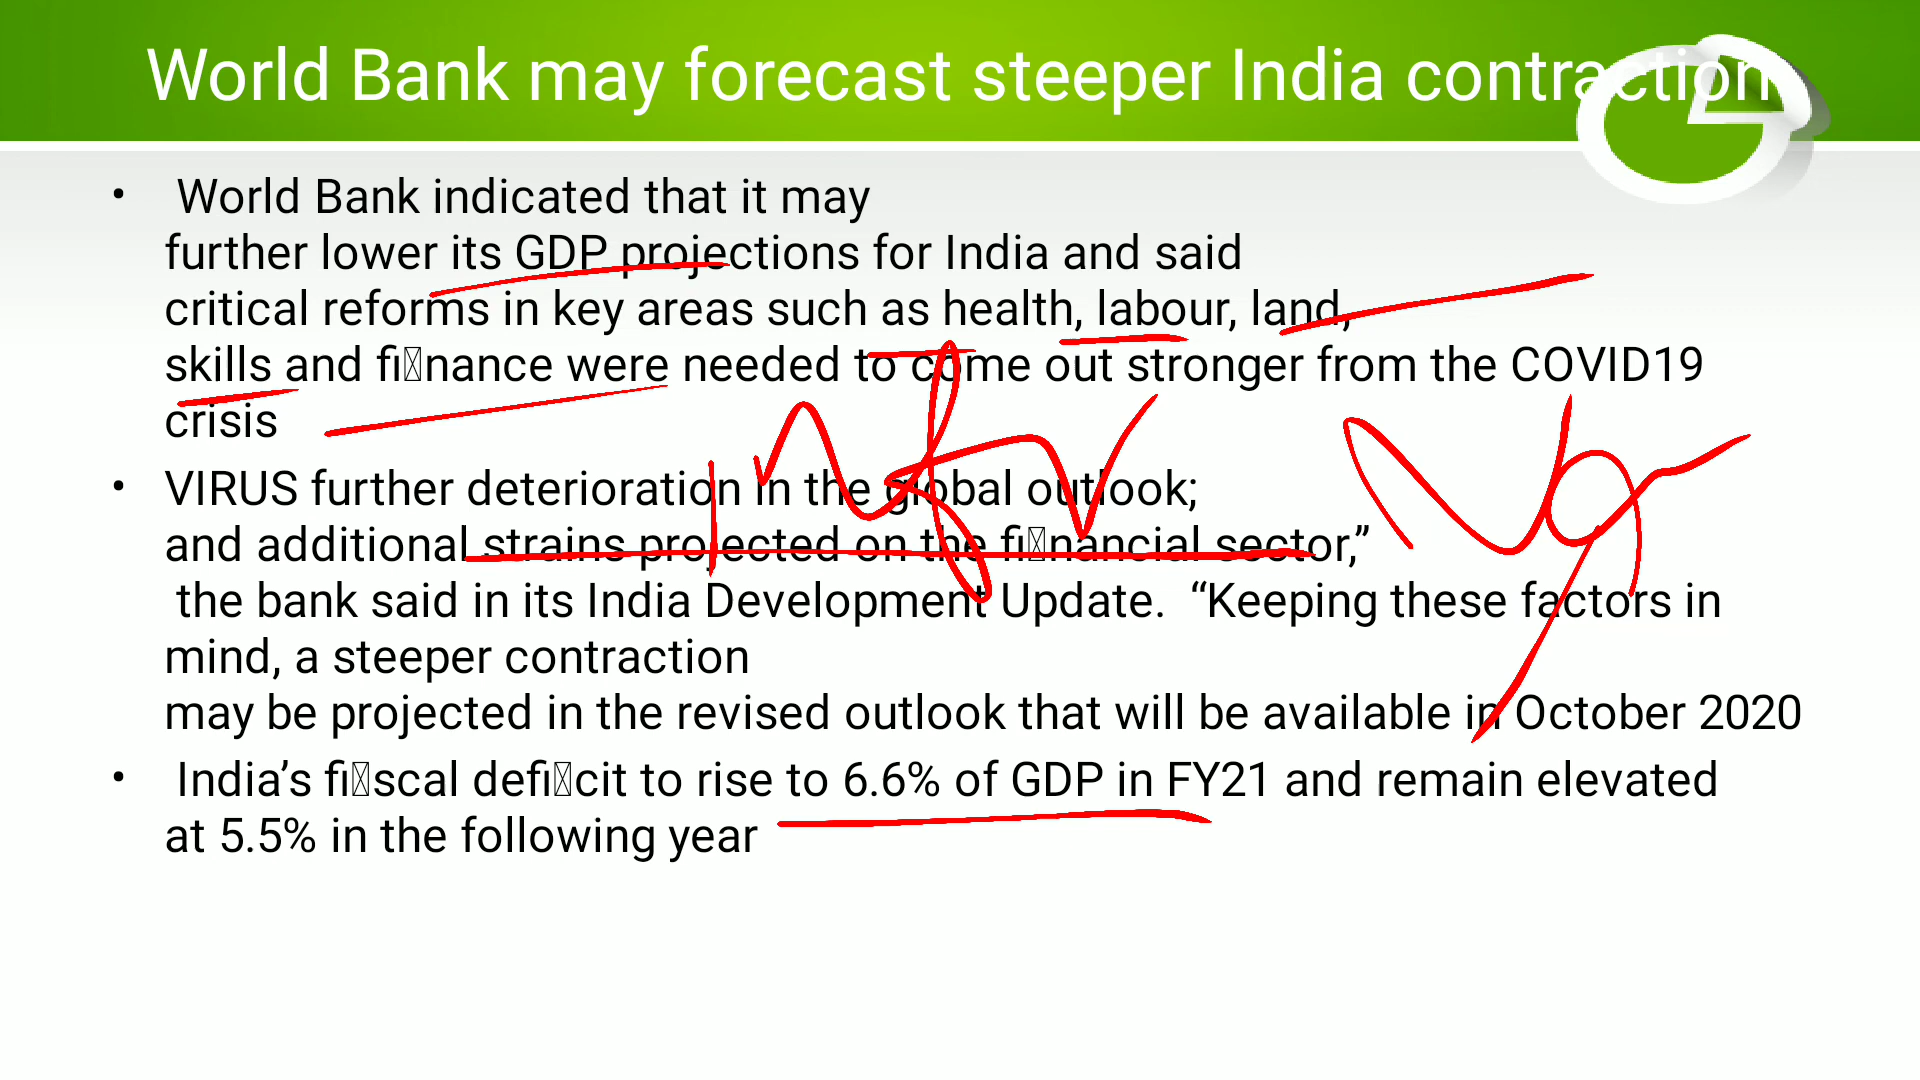 World Bank may forecast steeper India contraction
• World Bank indicated that it may
further lower its GDP projections for India and said
critical reforms in key areas such as health, labour, land,
skills and finance were needed to come out stronger from the COVID19
crisis
• VIRUS further deterioration in the global outlook;
and additional strains projected on the financial sector,”
the bank said in its India Development Update. “Keeping these factors in
mind, a steeper contraction
may be projected in the revised outlook that will be available in October 2020
• India’s fiscal deficit to rise to 6.6% of GDP in FY21 and remain elevated
at 5.5% in the following year